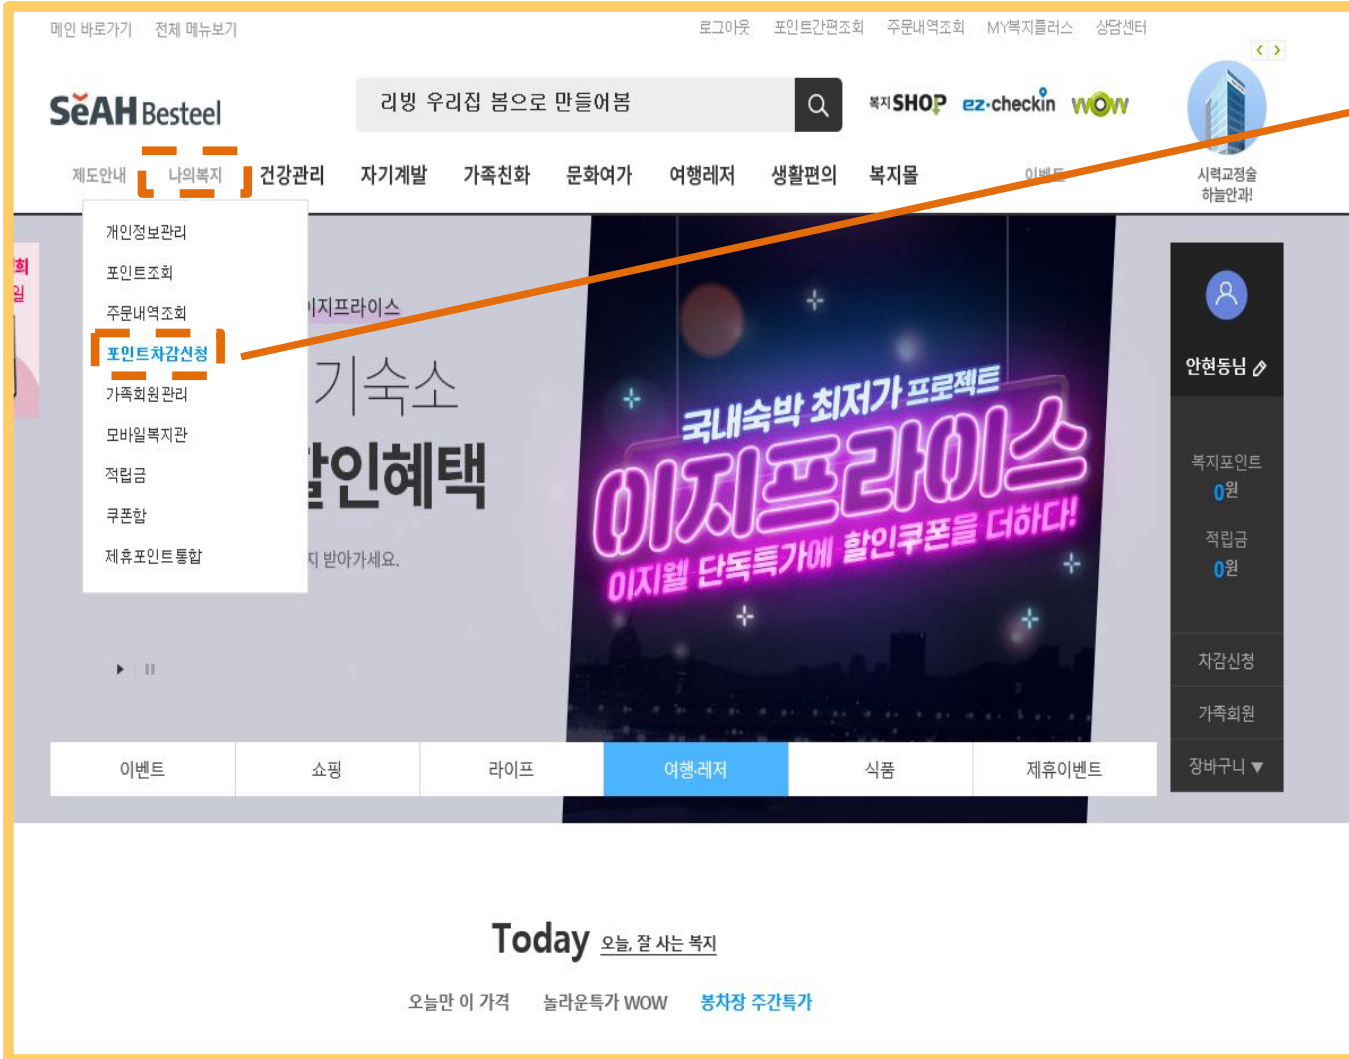 메인 바로가기 전체 메뉴보기 로그아웃 포인트간편조회 주문내역조회 MY복지플러스 상담센터
SeAH Besteel 리빙 우리집 봄으로 만들어봄 복지SHOP ez-checkin WOW
제도안내 나의복지 건강관리 자기계발 가족친화 문화여가 여행레저 생활편의 복지몰 이벤트
시력교정술
하늘안과!
개인정보관리
포인트조회
주문내역조회
포인트차감신청
가족회원관리
모바일복지관
적립금
쿠폰함
제휴포인트통합
일
이지프라이스
기숙소
할인혜택
지 받아가세요.
국내숙박 최저가 프로젝트
이지프라이스
이지웰 단독특가에 할인쿠폰을 더하다!
안현동님
복지포인트
0원
적립금
0원
차감신청
가족회원
장바구니 ▼
이벤트 쇼핑 라이프 여행·레저 식품 제휴이벤트
Today 오늘, 잘 사는 복지
오늘만 이 가격 놀라운특가 WOW 봉차장 주간특가